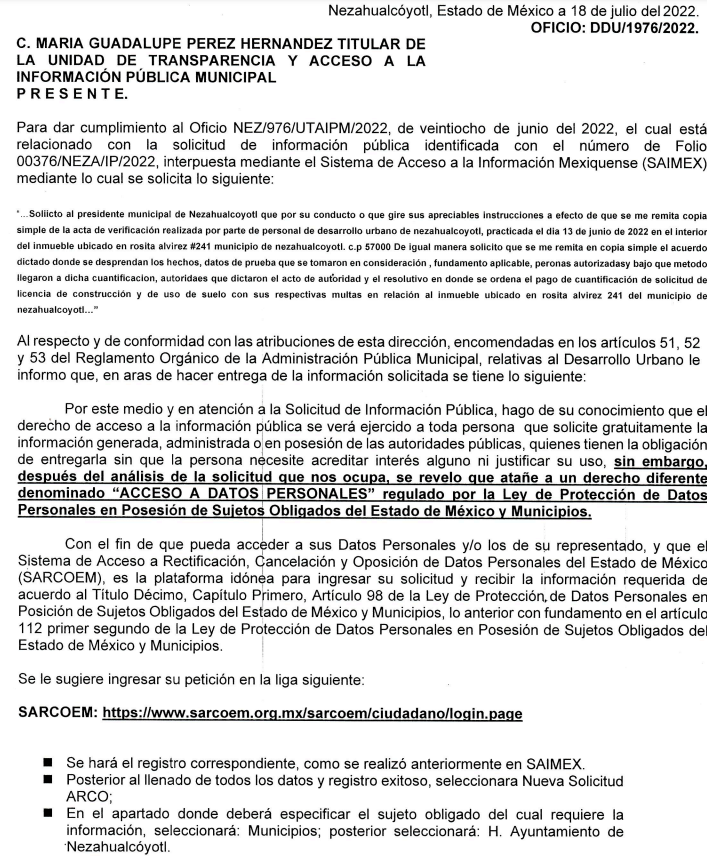 Nezahualcóyotl, Estado de México a 18 de julio del 2022.
OFICIO: DDU/1976/2022.
C. MARIA GUADALUPE PEREZ HERNANDEZ TITULAR DE
LA UNIDAD DE TRANSPARENCIA Y ACCESO A LA
INFORMACIÓN PÚBLICA MUNICIPAL
P R E S E N T E.
Para dar cumplimiento al Oficio NEZ/976/UTAIPM/2022, de veintiocho de junio del 2022, el cual está
relacionado con la solicitud de información pública identificada con el número de Folio
00376/NEZA/IP/2022, interpuesta mediante el Sistema de Acceso a la Información Mexiquense (SAIMEX)
mediante lo cual se solicita lo siguiente:
"…Soliicto al presidente municipal de Nezahualcoyotl que por su conducto o que gire sus apreciables instrucciones a efecto de que se me remita copia
simple de la acta de verificación realizada por parte de personal de desarrollo urbano de nezahualcoyotl, practicada el dia 13 de junio de 2022 en el interior
del inmueble ubicado en rosita alvirez #241 municipio de nezahualcoyotl. c.p 57000 De igual manera solicito que se me remita en copia simple el acuerdo
dictado donde se desprendan los hechos, datos de prueba que se tomaron en consideración , fundamento aplicable, peronas autorizadasy bajo que metodo
llegaron a dicha cuantificacion, autoridaes que dictaron el acto de autoridad y el resolutivo en donde se ordena el pago de cuantificación de solicitud de
licencia de construcción y de uso de suelo con sus respectivas multas en relación al inmueble ubicado en rosita alvirez 241 del municipio de
nezahualcoyotl…"
Al respecto y de conformidad con las atribuciones de esta dirección, encomendadas en los artículos 51, 52
y 53 del Reglamento Orgánico de la Administración Pública Municipal, relativas al Desarrollo Urbano le
informo que, en aras de hacer entrega de la información solicitada se tiene lo siguiente:
Por este medio y en atención a la Solicitud de Información Pública, hago de su conocimiento que el
derecho de acceso a la información pública se verá ejercido a toda persona que solicite gratuitamente la
información generada, administrada o en posesión de las autoridades públicas, quienes tienen la obligación
de entregarla sin que la persona necesite acreditar interés alguno ni justificar su uso, sin embargo,
después del análisis de la solicitud que nos ocupa, se revelo que atañe a un derecho diferente
denominado “ACCESO A DATOS PERSONALES” regulado por la Ley de Protección de Datos
Personales en Posesión de Sujetos Obligados del Estado de México y Municipios.
Con el fin de que pueda acceder a sus Datos Personales y/o los de su representado, y que el
Sistema de Acceso a Rectificación, Cancelación y Oposición de Datos Personales del Estado de México
(SARCOEM), es la plataforma idónea para ingresar su solicitud y recibir la información requerida de
acuerdo al Título Décimo, Capítulo Primero, Artículo 98 de la Ley de Protección de Datos Personales en
Posición de Sujetos Obligados del Estado de México y Municipios, lo anterior con fundamento en el artículo
112 primer segundo de la Ley de Protección de Datos Personales en Posesión de Sujetos Obligados del
Estado de México y Municipios.
Se le sugiere ingresar su petición en la liga siguiente:
SARCOEM: https://www.sarcoem.org.mx/sarcoem/ciudadano/login.page
■ Se hará el registro correspondiente, como se realizó anteriormente en SAIMEX.
■ Posterior al llenado de todos los datos y registro exitoso, seleccionara Nueva Solicitud
ARCO;
■ En el apartado donde deberá especificar el sujeto obligado del cual requiere la
información, seleccionará: Municipios; posterior seleccionará: H. Ayuntamiento de
Nezahualcóyotl.